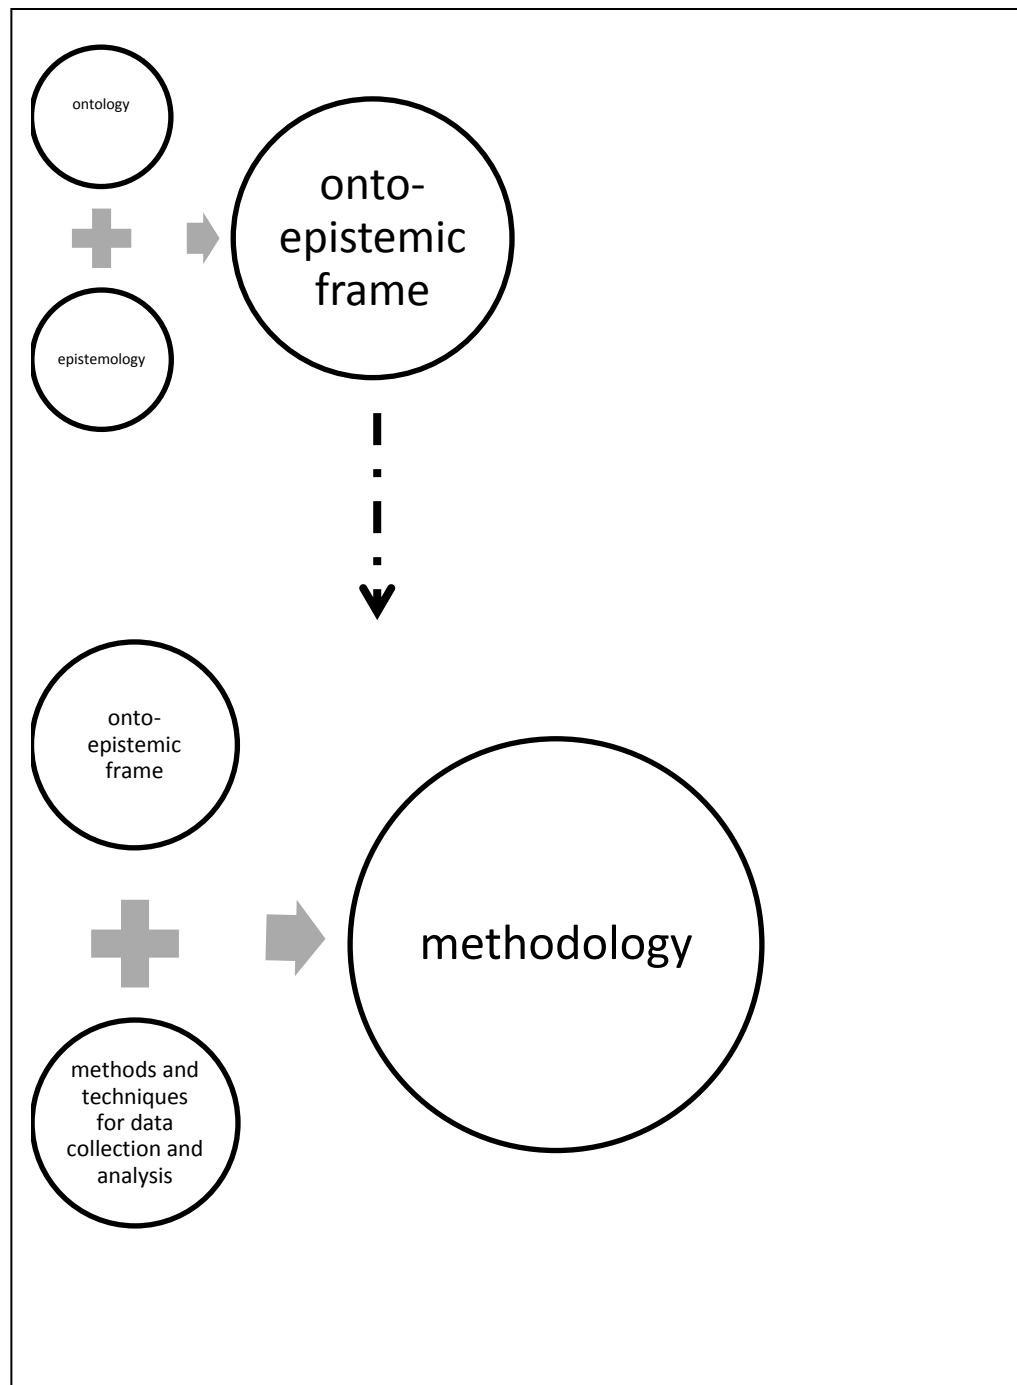 ontology
epistemology
onto-
epistemic
frame
onto-
epistemic
frame
methods and
techniques
for data
collection and
analysis
methodology